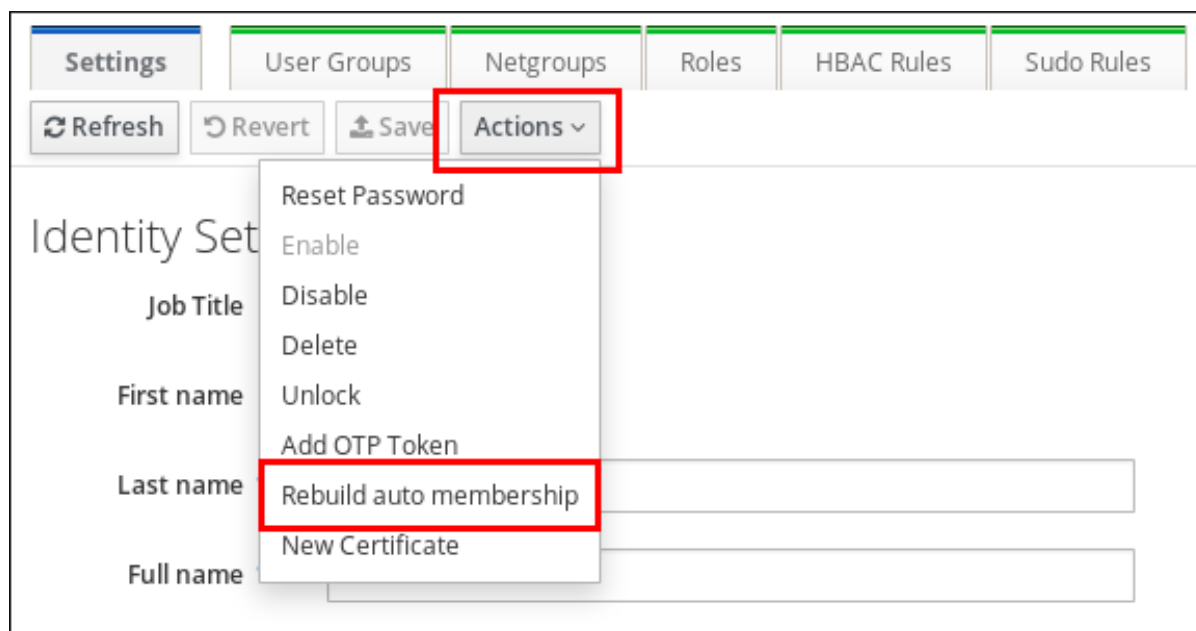 Settings User Groups Netgroups Roles HBAC Rules Sudo Rules
Refresh Revert Save Actions
Reset Password
Identity Set
Enable
Job Title
Disable
Delete
First name
Unlock
Add OTP Token
Last name
Rebuild auto membership
New Certificate
Full name